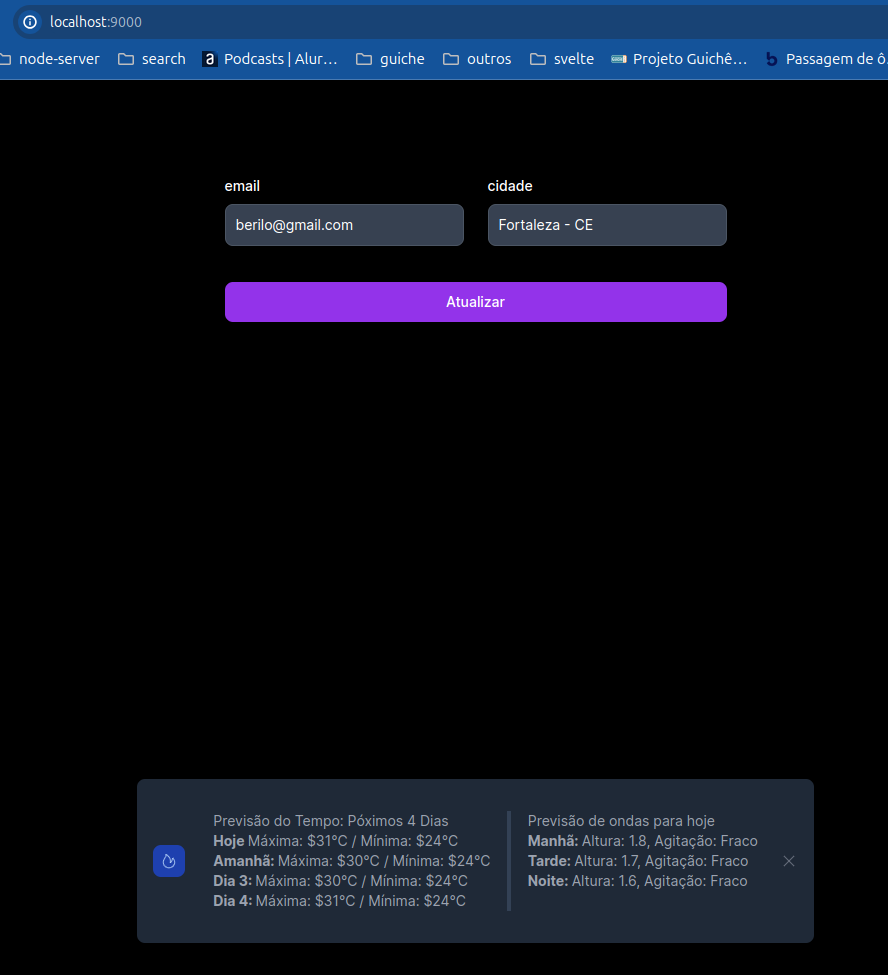 localhost:9000
node-server search Podcasts | Alur... guiche outros svelte Projeto Guichê... Passagem de ô.
email cidade
berilo@gmail.com Fortaleza - CE
Atualizar
Previsão do Tempo: Póximos 4 Dias
Hoje Máxima: $31°C / Mínima: $24°C
Amanhã: Máxima: $30°C / Mínima: $24°C
Dia 3: Máxima: $30°C / Mínima: $24°C
Dia 4: Máxima: $31°C / Mínima: $24°C
Previsão de ondas para hoje
Manhã: Altura: 1.8, Agitação: Fraco
Tarde: Altura: 1.7, Agitação: Fraco
Noite: Altura: 1.6, Agitação: Fraco